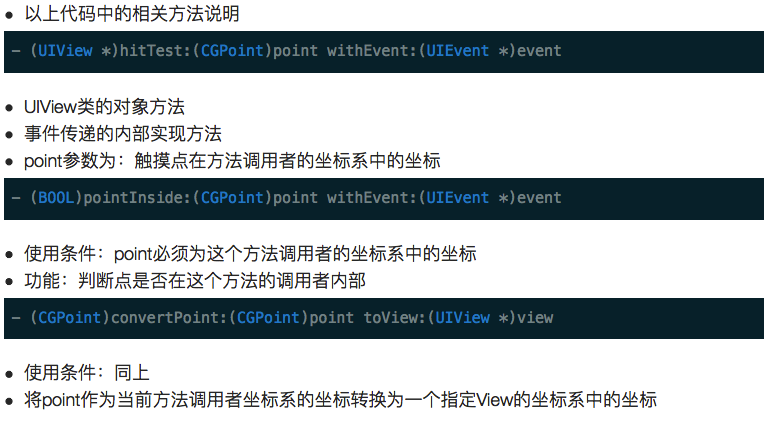 • 以上代码中的相关方法说明
- (UIView *)hitTest:(CGPoint)point withEvent:(UIEvent *)event
• UIView类的对象方法
• 事件传递的内部实现方法
• point参数为：触摸点在方法调用者的坐标系中的坐标
- (BOOL)pointInside:(CGPoint)point withEvent:(UIEvent *)event
• 使用条件：point必须为这个方法调用者的坐标系中的坐标
• 功能：判断点是否在这个方法的调用者内部
- (CGPoint)convertPoint:(CGPoint)point toView:(UIView *)view
• 使用条件：同上
• 将point作为当前方法调用者坐标系的坐标转换为一个指定View的坐标系中的坐标